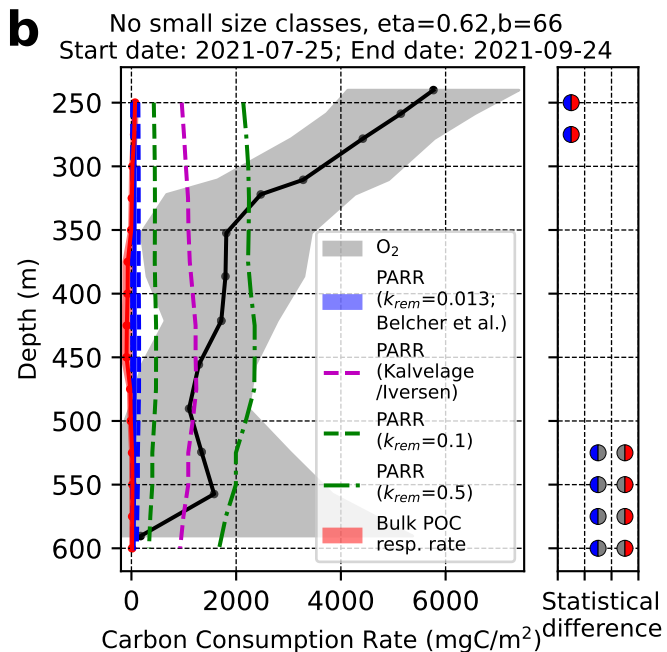 b
No small size classes, eta=0.62,b=66
Start date: 2021-07-25; End date: 2021-09-24
250
300
350
400
450
500
550
600
Depth (m)
0
2000
4000
6000
Carbon Consumption Rate (mgC/m²)
O₂
PARR
(kᵣₑₘ=0.013;
Belcher et al.)
PARR
(Kalvelage
/Iversen)
PARR
(kᵣₑₘ=0.1)
PARR
(kᵣₑₘ=0.5)
Bulk POC
resp. rate
Statistical
difference